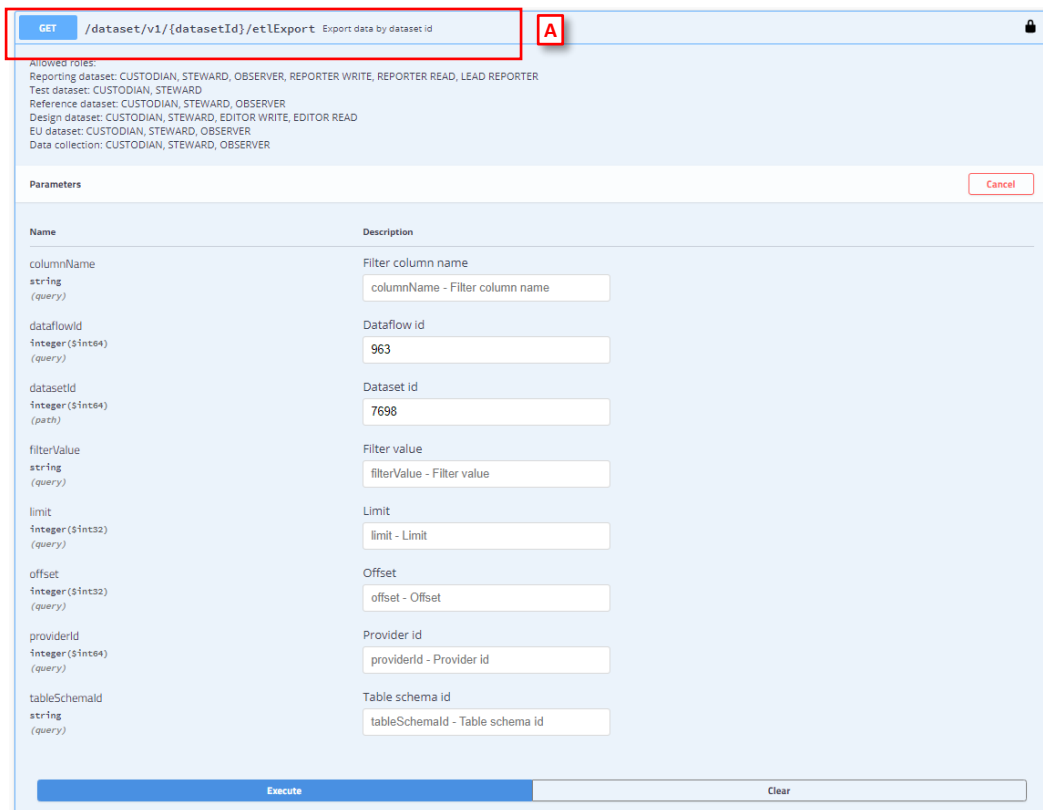 GET /dataset/v1/{datasetId}/etlExport Export data by dataset id
A
Allowed roles:
Reporting dataset: CUSTODIAN, STEWARD, OBSERVER, REPORTER WRITE, REPORTER READ, LEAD REPORTER
Test dataset: CUSTODIAN, STEWARD
Reference dataset: CUSTODIAN, STEWARD, OBSERVER
Design dataset: CUSTODIAN, STEWARD, EDITOR WRITE, EDITOR READ
EU dataset: CUSTODIAN, STEWARD, OBSERVER
Data collection: CUSTODIAN, STEWARD, OBSERVER
Parameters
Cancel
Name Description
columnName Filter column name
string columnName - Filter column name
(query)
dataflowId Dataflow id
integer($int64) 963
(query)
datasetId Dataset id
integer($int64) 7698
(path)
filterValue Filter value
string filterValue - Filter value
(query)
limit Limit
integer($int32) limit - Limit
(query)
offset Offset
integer($int32) offset - Offset
(query)
providerId Provider id
integer($int64) providerId - Provider id
(query)
tableSchemaId Table schema id
string tableSchemaId - Table schema id
(query)
Execute Clear